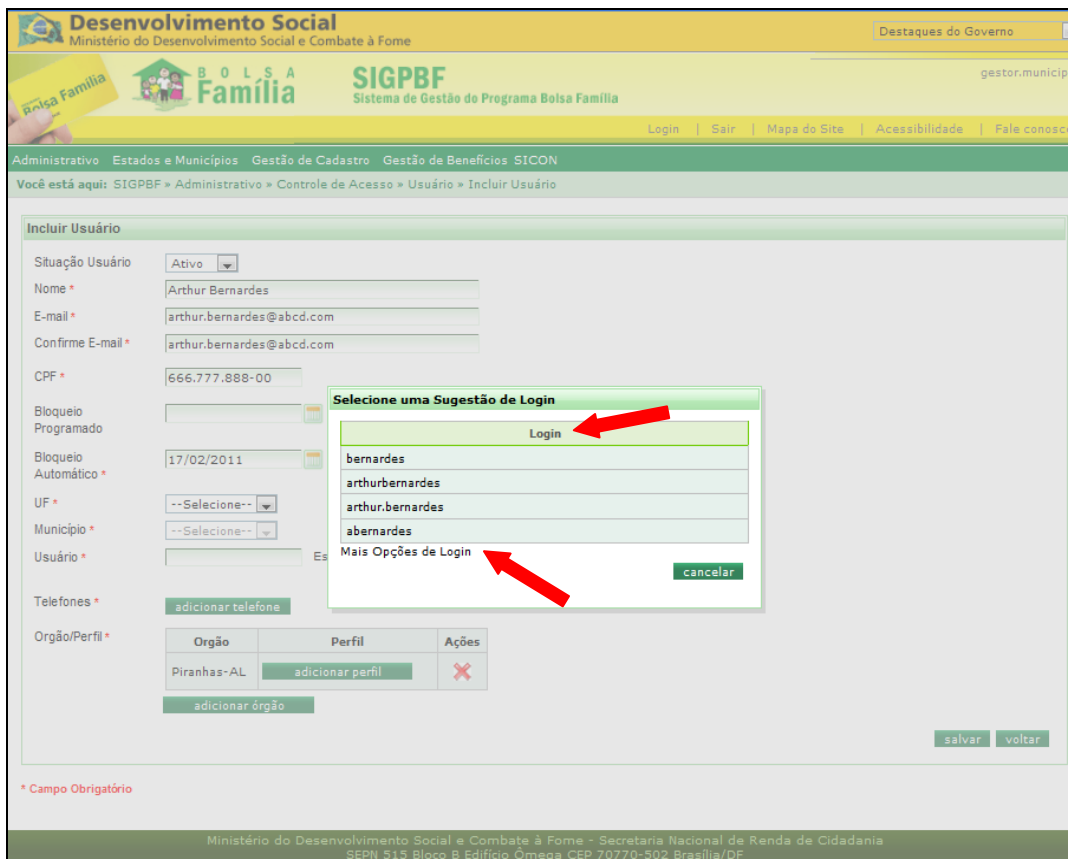 Desenvolvimento Social
Ministério do Desenvolvimento Social e Combate à Fome
Destaques do Governo
Bolsa Família
BOLSA
Família
SIGPBF
Sistema de Gestão do Programa Bolsa Família
gestor.municip
Login | Sair | Mapa do Site | Acessibilidade | Fale conosco
Administrativo Estados e Municípios Gestão de Cadastro Gestão de Benefícios SICON
Você está aqui: SIGPBF » Administrativo » Controle de Acesso » Usuário » Incluir Usuário
Incluir Usuário
Situação Usuário Ativo
Nome * Arthur Bernardes
E-mail * arthur.bernardes@abcd.com
Confirme E-mail * arthur.bernardes@abcd.com
CPF * 666.777.888-00
Bloqueio
Programado
Bloqueio
Automático * 17/02/2011
UF * --Selecione--
Município * --Selecione--
Usuário * Es
Selecione uma Sugestão de Login
Login
bernardes
arthurbernardes
arthur.bernardes
abernardes
Mais Opções de Login
cancelar
Telefones * adicionar telefone
Orgão/Perfil *
Orgão Perfil Ações
Piranhas-AL adicionar perfil
adicionar órgão
salvar voltar
* Campo Obrigatório
Ministério do Desenvolvimento Social e Combate à Fome - Secretaria Nacional de Renda de Cidadania
SEPN 515 Bloco B Edifício Ômega CEP 70770-502 Brasília/DF